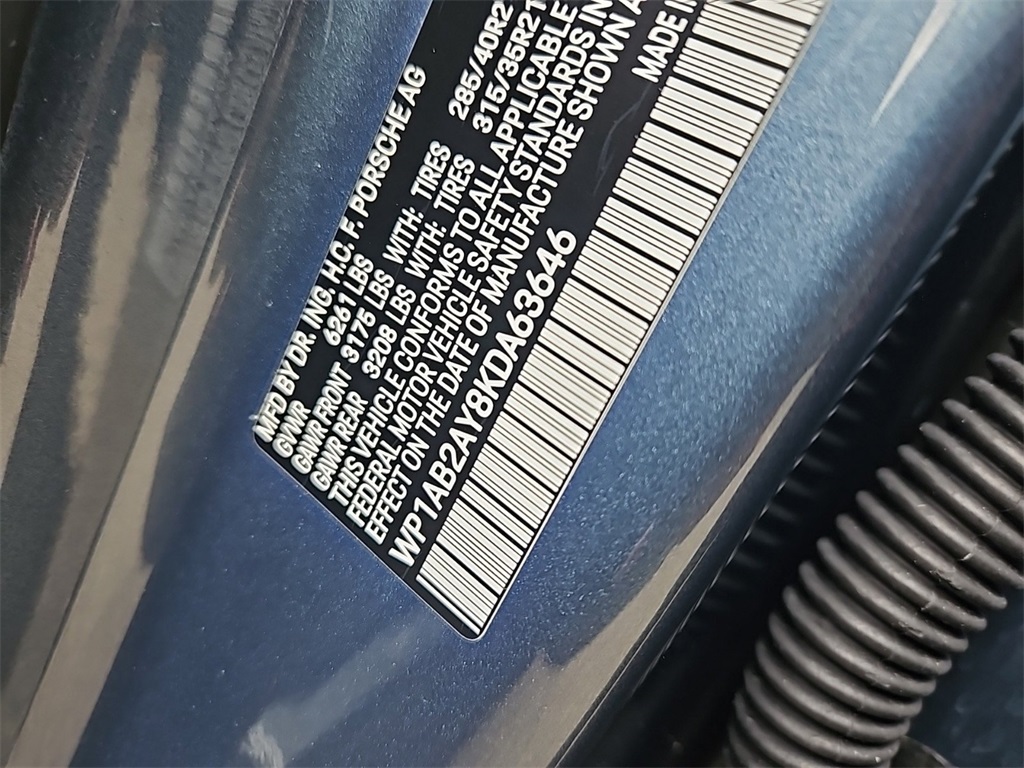 MFD BY DR. ING. H.C. F. PORSCHE AG
GVWR 6261 LBS
GAWR FRONT 3175 LBS WITH: TIRES 285/40R2
GAWR REAR 3208 LBS WITH: TIRES 315/35R21
THIS VEHICLE CONFORMS TO ALL APPLICABLE
FEDERAL MOTOR VEHICLE SAFETY STANDARDS IN
EFFECT ON THE DATE OF MANUFACTURE SHOWN A
WP1AB2AY8KDA63646 MADE IN